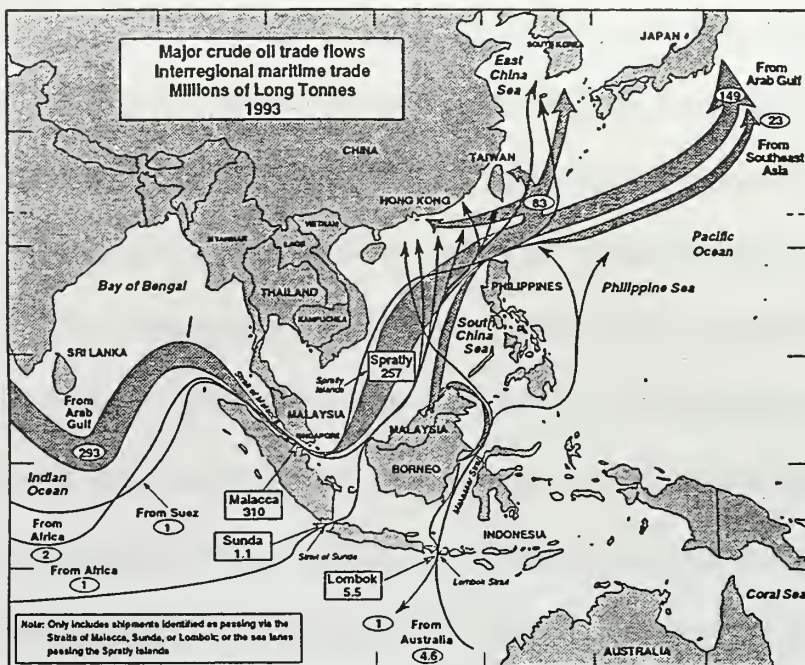 Major crude oil trade flows
Interregional maritime trade
Millions of Long Tonnes
1993
JAPAN
SOUTH KOREA
East
China
Sea
From
Arab Gulf
149
23
From
Southeast
Asia
CHINA
TAIWAN
HONG KONG
83
Pacific
Ocean
MYANMAR
VIETNAM
LAOS
Bay of Bengal
THAILAND
KAMPUCHEA
PHILIPPINES
Philippine Sea
South
China
Sea
SRI LANKA
Spratly
257
Spratly
Islands
Strait of Malacca
From
Arab
Gulf
293
MALAYSIA
SINGAPORE
MALAYSIA
BORNEO
Makassar Strait
Indian
Ocean
Malacca
310
From Suez
1
From
Africa
2
Sunda
1.1
Strait of Sunda
INDONESIA
From Africa
1
Lombok
5.5
Lombok Strait
1
From
Australia
4.6
Coral Sea
AUSTRALIA
Note: Only includes shipments identified as passing via the
Straits of Malacca, Sunda, or Lombok; or the sea lanes
passing the Spratly Islands